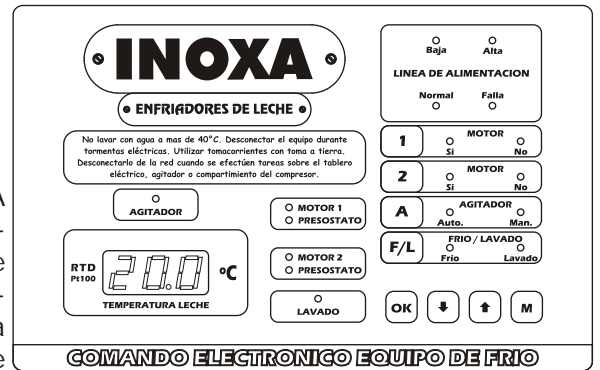 INOXA
ENFRIADORES DE LECHE
No lavar con agua a mas de 40°C. Desconectar el equipo durante
tormentas eléctricas. Utilizar tomacorrientes con toma a tierra.
Desconectarlo de la red cuando se efectúen tareas sobre el tablero
eléctrico, agitador o compartimiento del compresor.
AGITADOR
RTD
Pt100
20.0
°C
TEMPERATURA LECHE
MOTOR 1
PRESOSTATO
MOTOR 2
PRESOSTATO
LAVADO
Baja Alta
LINEA DE ALIMENTACION
Normal Falla
1 MOTOR
Si No
2 MOTOR
Si No
A AGITADOR
Auto. Man.
F/L FRIO / LAVADO
Frio Lavado
OK M
COMANDO ELECTRONICO EQUIPO DE FRIO
A
e
a
e